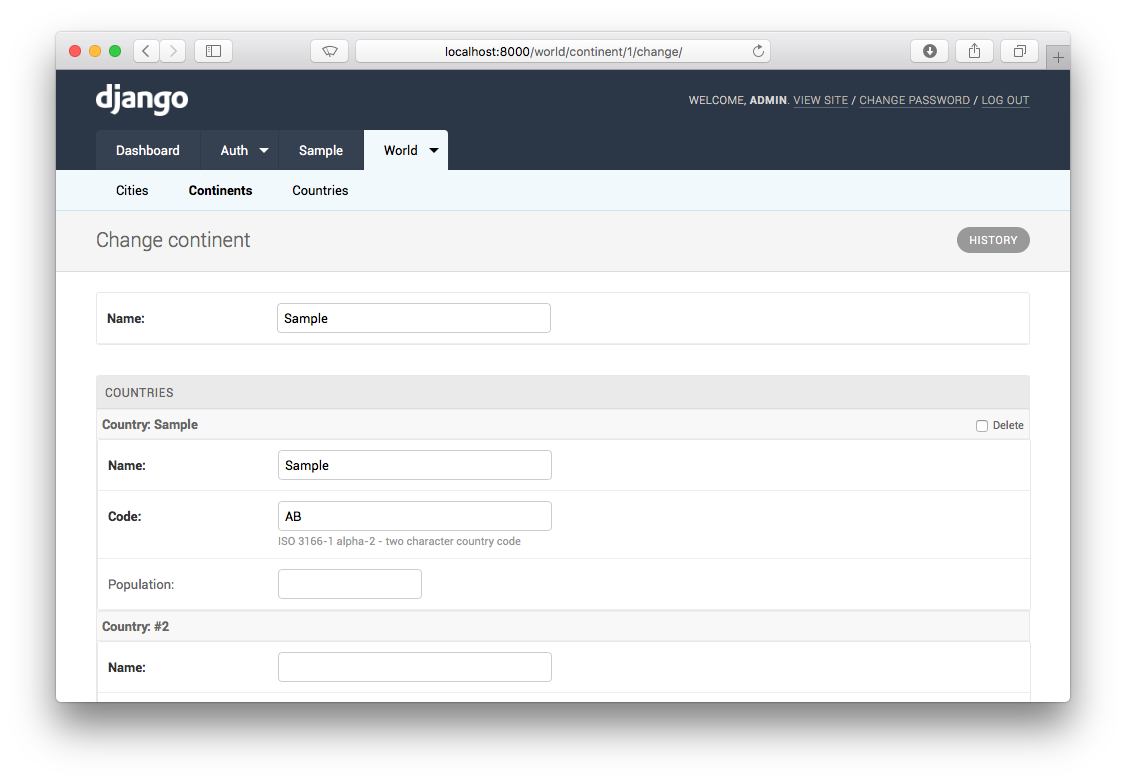 localhost:8000/world/continent/1/change/
django
WELCOME, ADMIN. VIEW SITE / CHANGE PASSWORD / LOG OUT
Dashboard Auth Sample World
Cities Continents Countries
Change continent HISTORY
Name: Sample
COUNTRIES
Country: Sample Delete
Name: Sample
Code: AB
ISO 3166-1 alpha-2 - two character country code
Population:
Country: #2
Name: